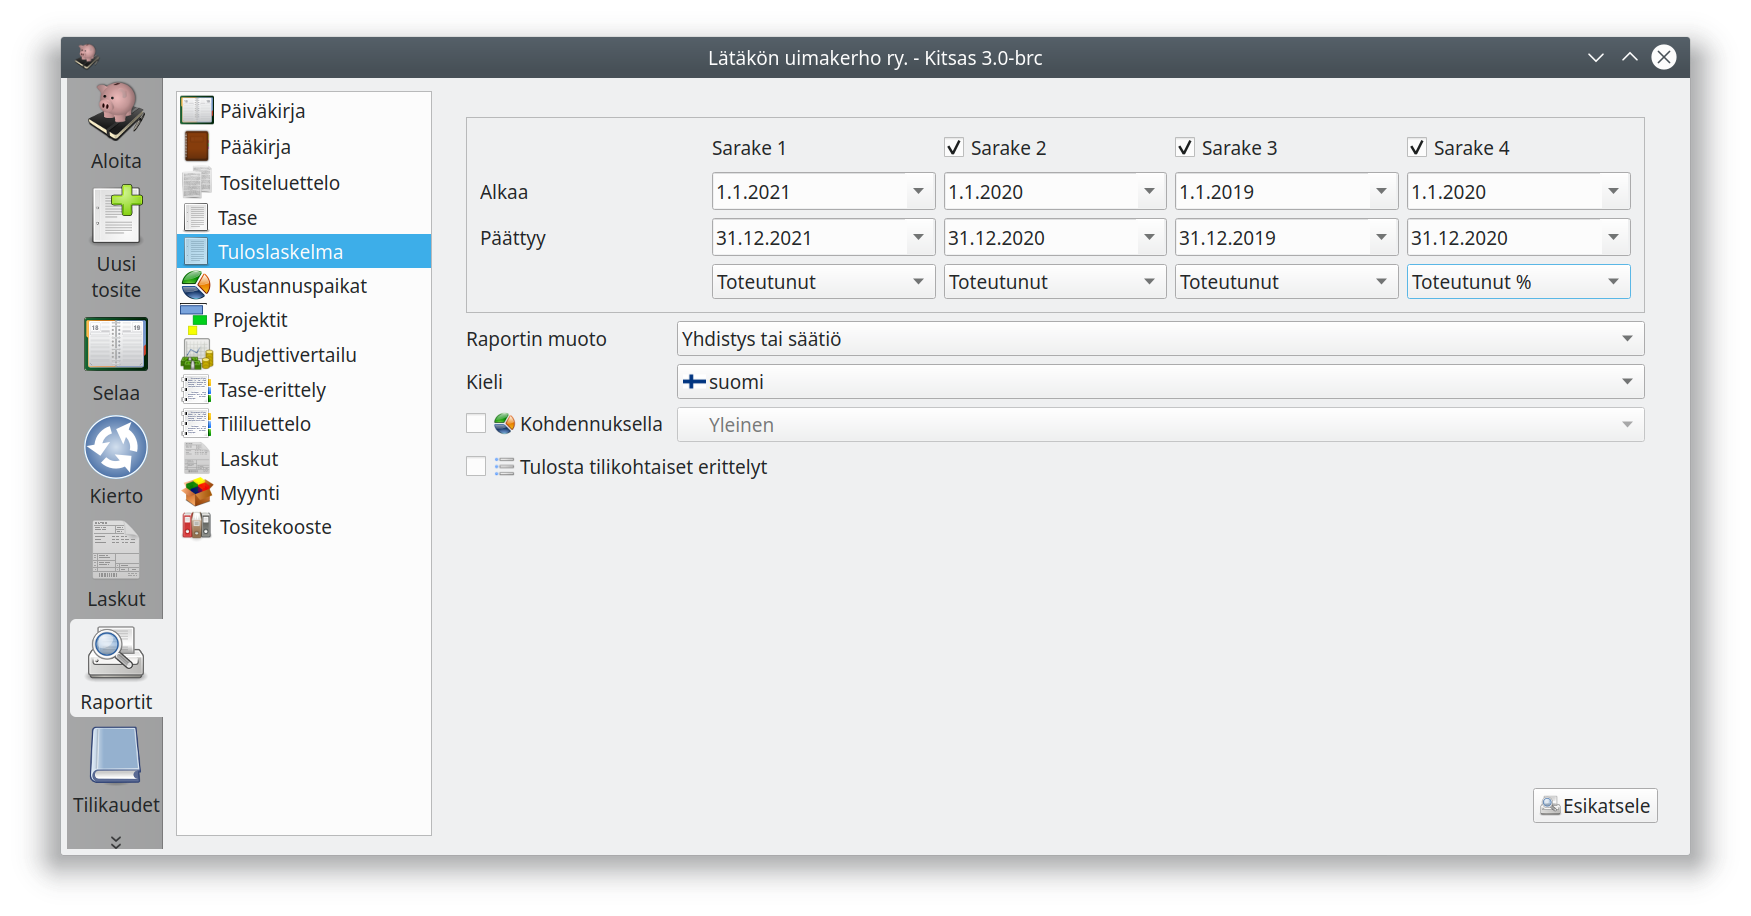 Lätäkön uimakerho ry. - Kitsas 3.0-brc
Aloita
Uusi
tosite
Selaa
Kierto
Laskut
Raportit
Tilikaudet
Päiväkirja
Pääkirja
Tositeluettelo
Tase
Tuloslaskelma
Kustannuspaikat
Projektit
Budjettivertailu
Tase-erittely
Tililuettelo
Laskut
Myynti
Tositekooste
Sarake 1 Sarake 2 Sarake 3 Sarake 4
Alkaa 1.1.2021 1.1.2020 1.1.2019 1.1.2020
Päättyy 31.12.2021 31.12.2020 31.12.2019 31.12.2020
Toteutunut Toteutunut Toteutunut Toteutunut %
Raportin muoto Yhdistys tai säätiö
Kieli suomi
Kohdennuksella Yleinen
Tulosta tilikohtaiset erittelyt
Esikatsele